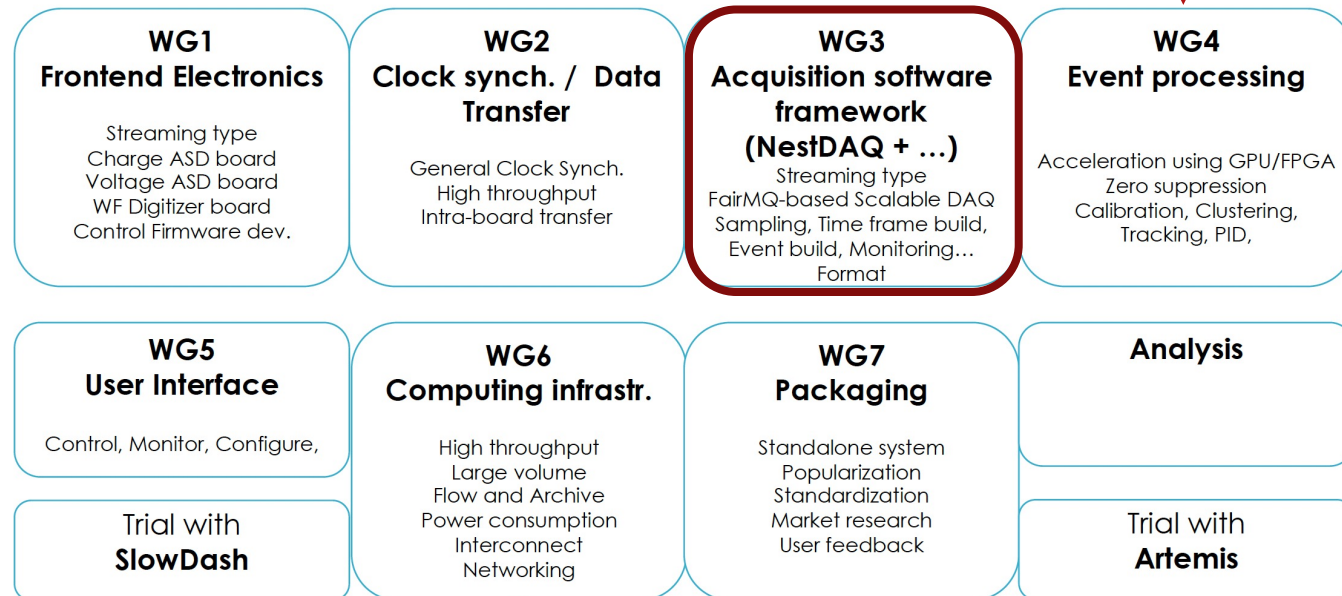 WG1
Frontend Electronics
Streaming type
Charge ASD board
Voltage ASD board
WF Digitizer board
Control Firmware dev.
WG2
Clock synch. / Data
Transfer
General Clock Synch.
High throughput
Intra-board transfer
WG3
Acquisition software
framework
(NestDAQ + …)
Streaming type
FairMQ-based Scalable DAQ
Sampling, Time frame build,
Event build, Monitoring…
Format
WG4
Event processing
Acceleration using GPU/FPGA
Zero suppression
Calibration, Clustering,
Tracking, PID,
WG5
User Interface
Control, Monitor, Configure,
WG6
Computing infrastr.
High throughput
Large volume
Flow and Archive
Power consumption
Interconnect
Networking
WG7
Packaging
Standalone system
Popularization
Standardization
Market research
User feedback
Analysis
Trial with
SlowDash
Trial with
Artemis